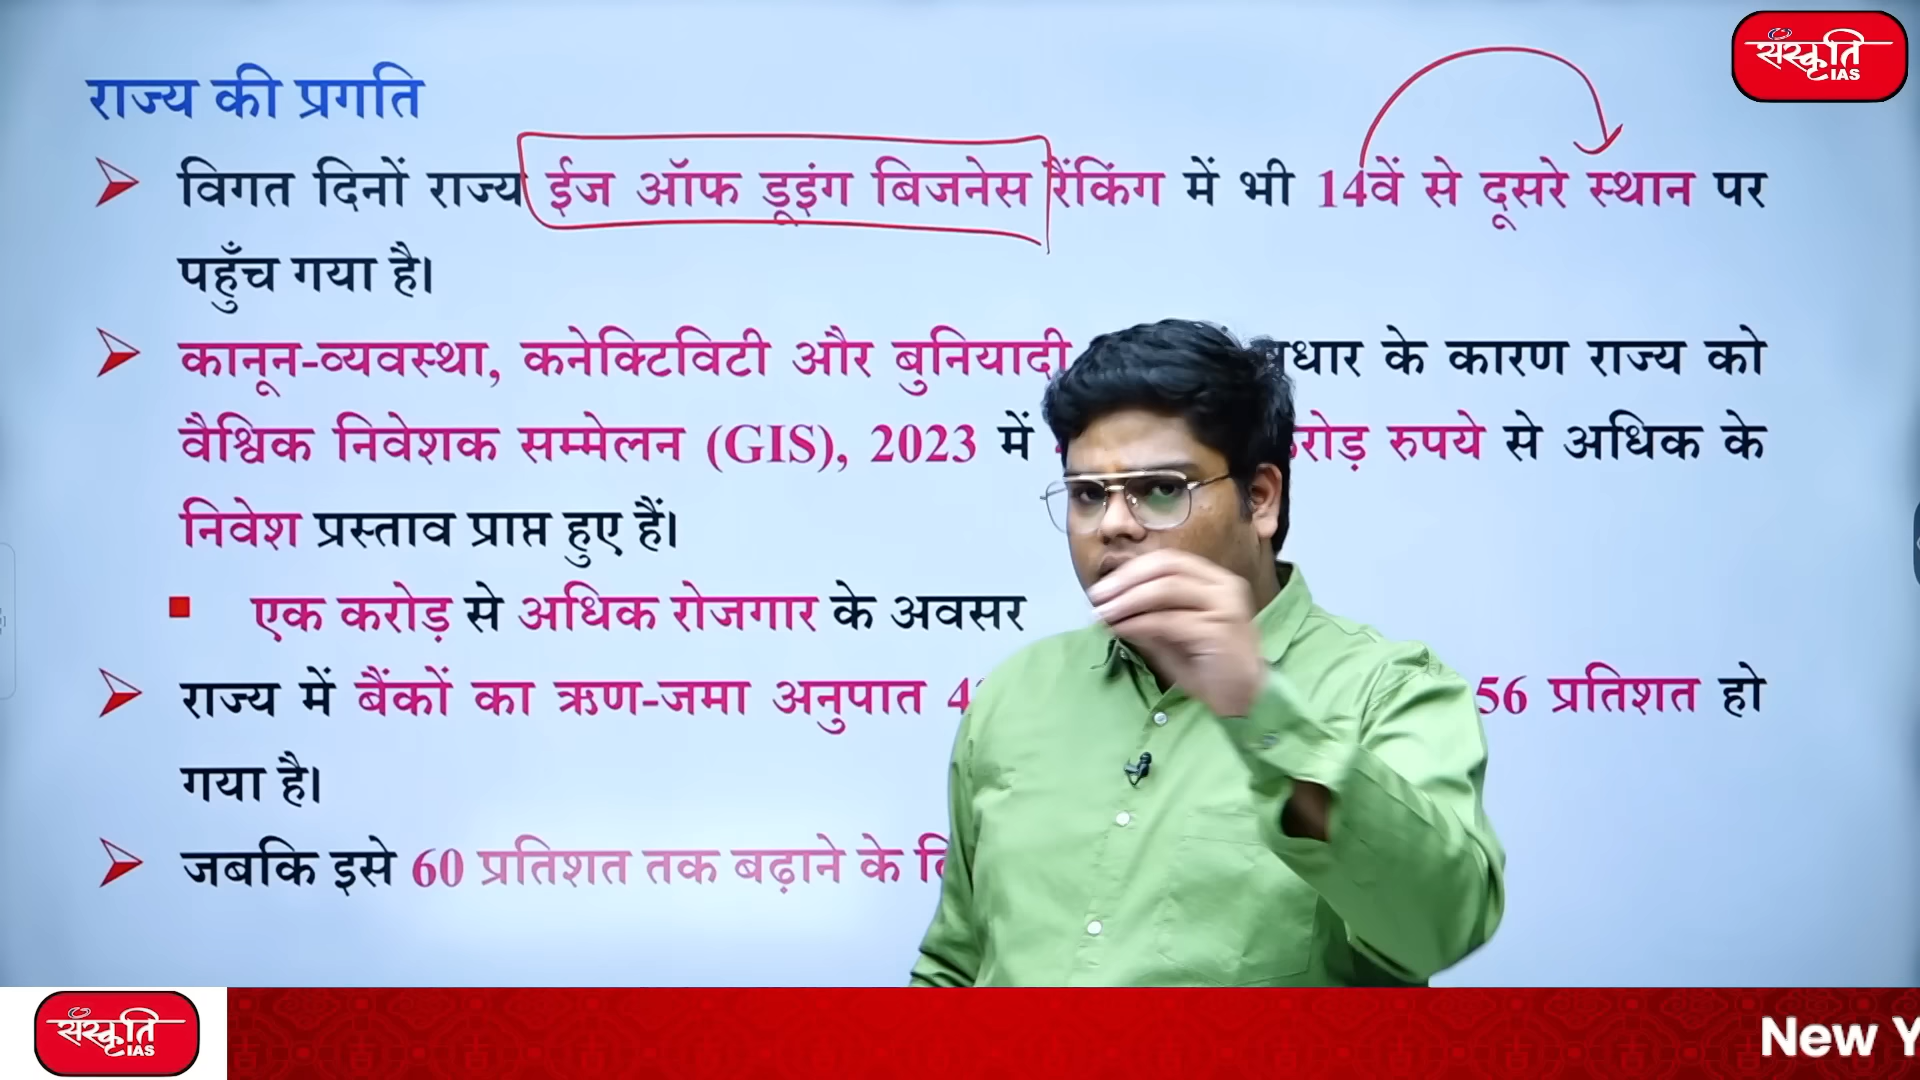 संस्कृति
IAS
राज्य की प्रगति
विगत दिनों राज्य ईज ऑफ डूइंग बिजनेस रैंकिंग में भी 14वें से दूसरे स्थान पर
पहुँच गया है।
कानून-व्यवस्था, कनेक्टिविटी और बुनियादी के कारण राज्य को
वैश्विक निवेशक सम्मेलन (GIS), 2023 में रुपये से अधिक के
निवेश प्रस्ताव प्राप्त हुए हैं।
एक करोड़ से अधिक रोजगार के अवसर
राज्य में बैंकों का ऋण-जमा अनुपात 56 प्रतिशत हो
गया है।
जबकि इसे 60 प्रतिशत तक बढ़ाने के
संस्कृति
IAS
New